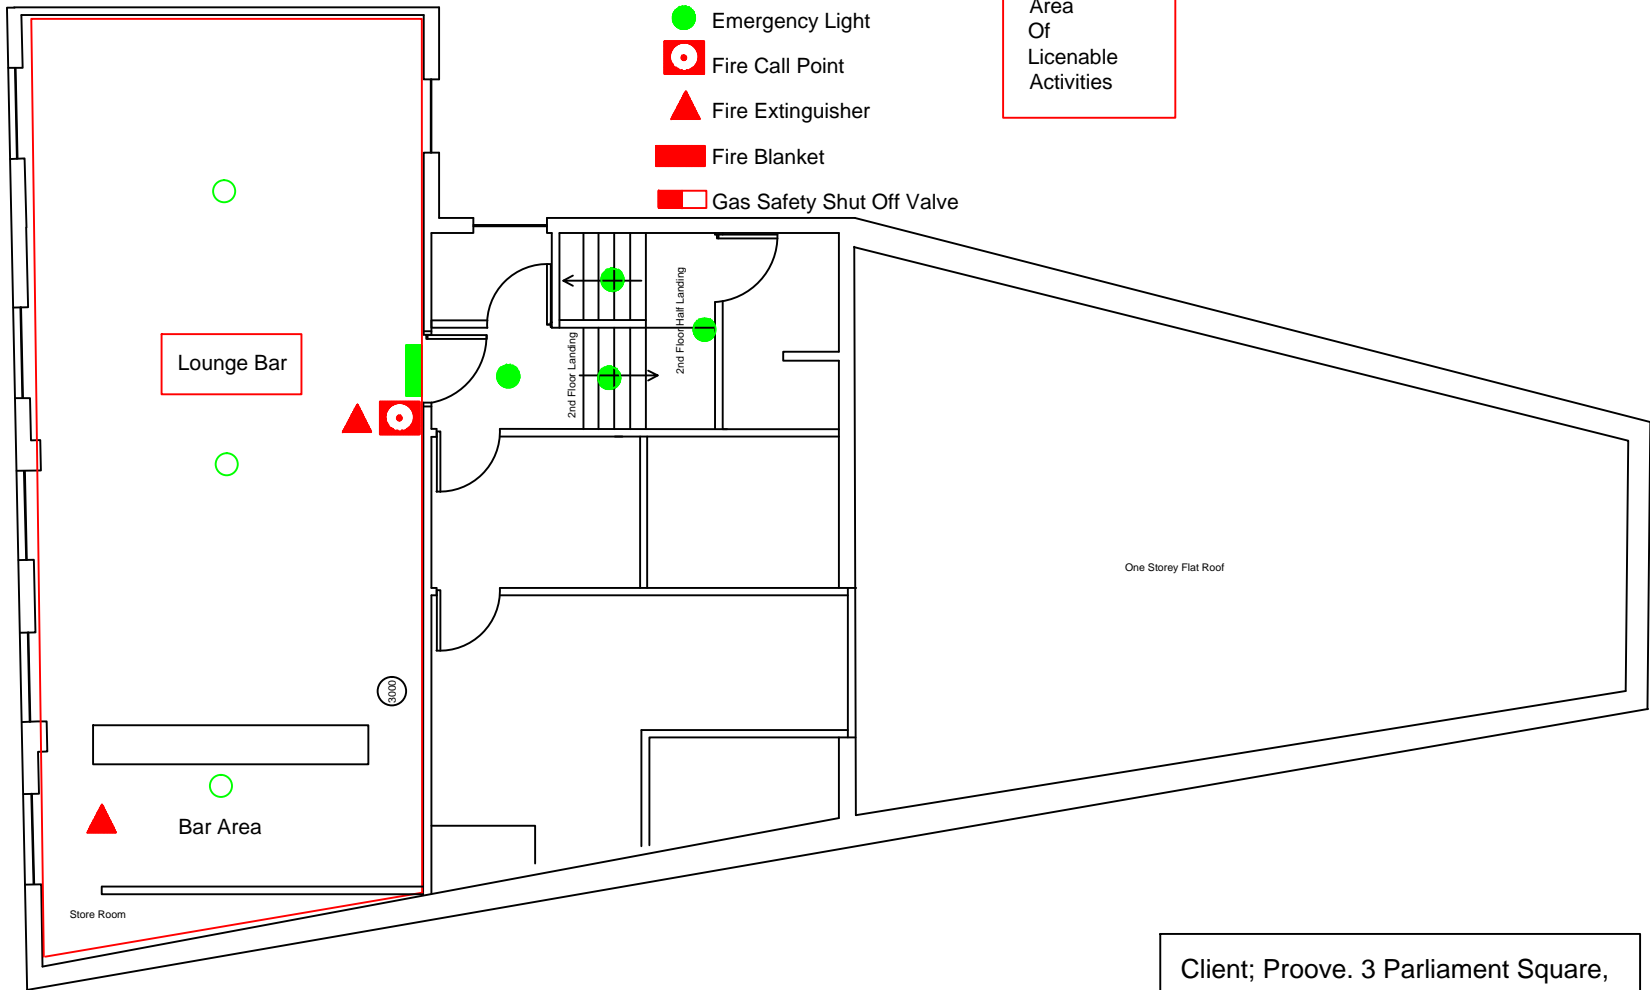 Emergency Light
Fire Call Point
Fire Extinguisher
Fire Blanket
Gas Safety Shut Off Valve
Area
Of
Licenable
Activities
Lounge Bar
2nd Floor Landing
2nd Floor Half Landing
One Storey Flat Roof
3000
Bar Area
Store Room
Client; Proove. 3 Parliament Square,